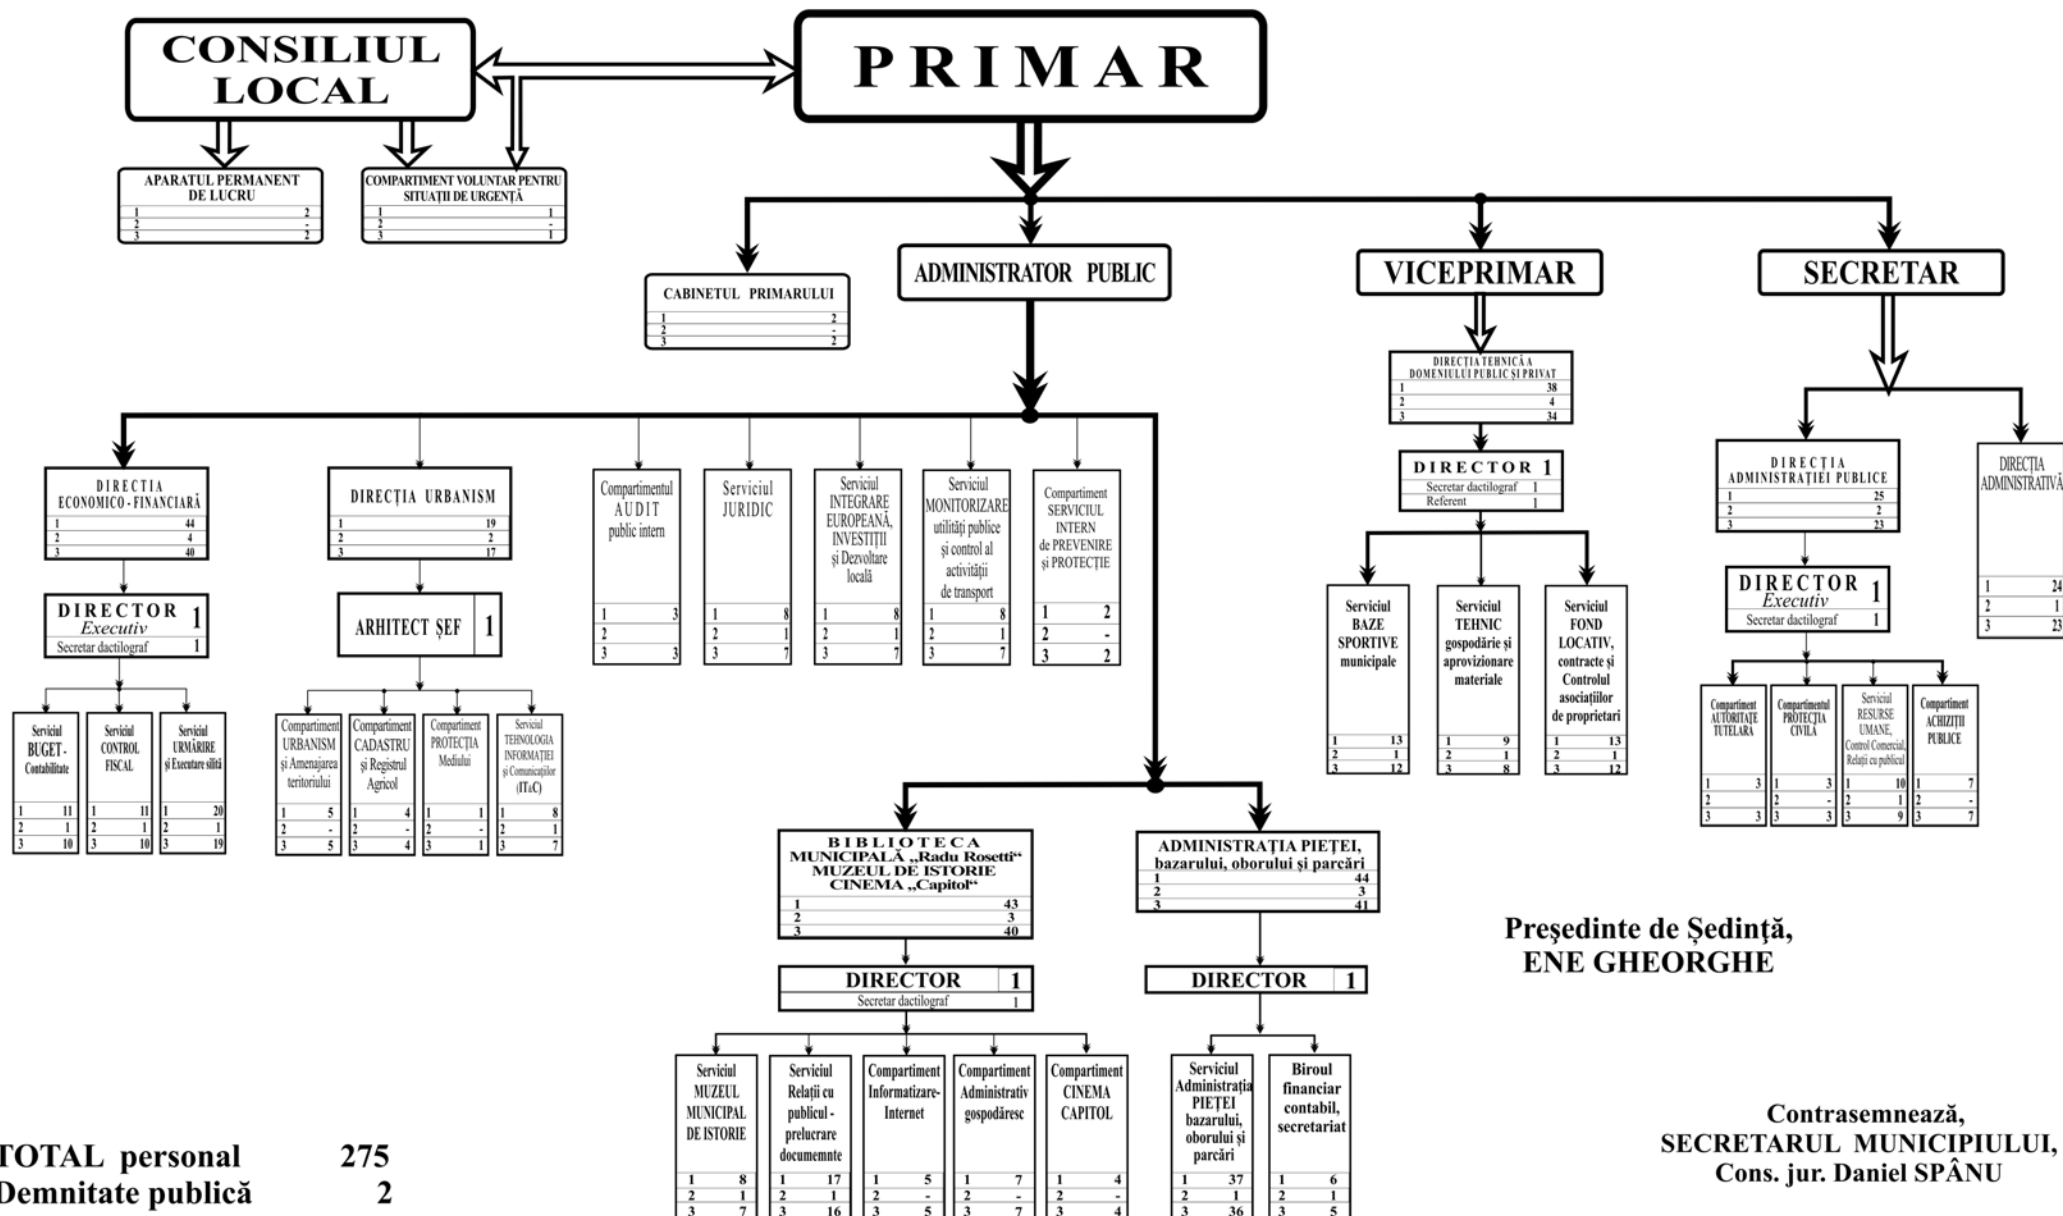 CONSILIUL
LOCAL
PRIMAR
APARATUL PERMANENT
DE LUCRU
1 2
2 -
3 2
COMPARTIMENT VOLUNTAR PENTRU
SITUAȚII DE URGENȚĂ
1 1
2 -
3 1
CABINETUL PRIMARULUI
1 2
2 -
3 2
ADMINISTRATOR PUBLIC
VICEPRIMAR
SECRETAR
DIRECȚIA TEHNICĂ A
DOMENIULUI PUBLIC ȘI PRIVAT
1 38
2 4
3 34
DIRECTOR 1
Secretar dactilograf 1
Referent 1
Serviciul
BAZE
SPORTIVE
municipale
1 13
2 1
3 12
Serviciul
TEHNIC
gospodărie și
aprovizionare
materiale
1 9
2 1
3 8
Serviciul
FOND
LOCATIV,
contracte și
Controlul
asociațiilor
de proprietari
1 13
2 1
3 12
DIRECȚIA
ADMINISTRAȚIEI PUBLICE
1 25
2 2
3 23
DIRECTOR 1
Executiv
Secretar dactilograf 1
Compartiment
AUTORITATE
TUTELARA
1 3
2
3 3
Compartimentul
PROTECȚIA
CIVILĂ
1 3
2 -
3 3
Serviciul
RESURSE
UMANE,
Control Comercial,
Relații cu publicul
1 10
2 1
3 9
Compartiment
ACHIZIȚII
PUBLICE
1 7
2 -
3 7
DIRECȚIA
ADMINISTRATIVĂ
1 24
2 1
3 23
DIRECTIA
ECONOMICO - FINANCIARĂ
1 44
2 4
3 40
DIRECTOR 1
Executiv
Secretar dactilograf 1
Serviciul
BUGET -
Contabilitate
1 11
2 1
3 10
Serviciul
CONTROL
FISCAL
1 11
2 1
3 10
Serviciul
URMĂRIRE
și Executare silită
1 20
2 1
3 19
DIRECȚIA URBANISM
1 19
2 2
3 17
ARHITECT ȘEF 1
Compartiment
URBANISM
și Amenajarea
teritoriului
1 5
2 -
3 5
Compartiment
CADASTRU
și Registrul
Agricol
1 4
2 -
3 4
Compartiment
PROTECȚIA
Mediului
1 1
2 -
3 1
Serviciul
TEHNOLOGIA
INFORMAȚIEI
și Comunicațiilor
(IT&C)
1 8
2 1
3 7
Compartimentul
AUDIT
public intern
1 3
2
3 3
Serviciul
JURIDIC
1 8
2 1
3 7
Serviciul
INTEGRARE
EUROPEANĂ,
INVESTIȚII
și Dezvoltare
locală
1 8
2 1
3 7
Serviciul
MONITORIZARE
utilități publice
și control al
activității
de transport
1 8
2 1
3 7
Compartiment
SERVICIUL
INTERN
de PREVENIRE
și PROTECȚIE
1 2
2 -
3 2
BIBLIOTECA
MUNICIPALĂ „Radu Rosetti“
MUZEUL DE ISTORIE
CINEMA „Capitol“
1 43
2 3
3 40
DIRECTOR 1
Secretar dactilograf 1
Serviciul
MUZEUL
MUNICIPAL
DE ISTORIE
1 8
2 1
3 7
Serviciul
Relații cu
publicul -
prelucrare
documemnte
1 17
2 1
3 16
Compartiment
Informatizare-
Internet
1 5
2 -
3 5
Compartiment
Administrativ
gospodăresc
1 7
2 -
3 7
Compartiment
CINEMA
CAPITOL
1 4
2 -
3 4
ADMINISTRAȚIA PIEȚEI,
bazarului, oborului și parcări
1 44
2 3
3 41
DIRECTOR 1
Serviciul
Administrația
PIEȚEI
bazarului,
oborului și
parcări
1 37
2 1
3 36
Biroul
financiar
contabil,
secretariat
1 6
2 1
3 5
Președinte de Ședință,
ENE GHEORGHE
Contrasemnează,
SECRETARUL MUNICIPIULUI,
Cons. jur. Daniel SPÂNU
TOTAL personal 275
Demnitate publică 2